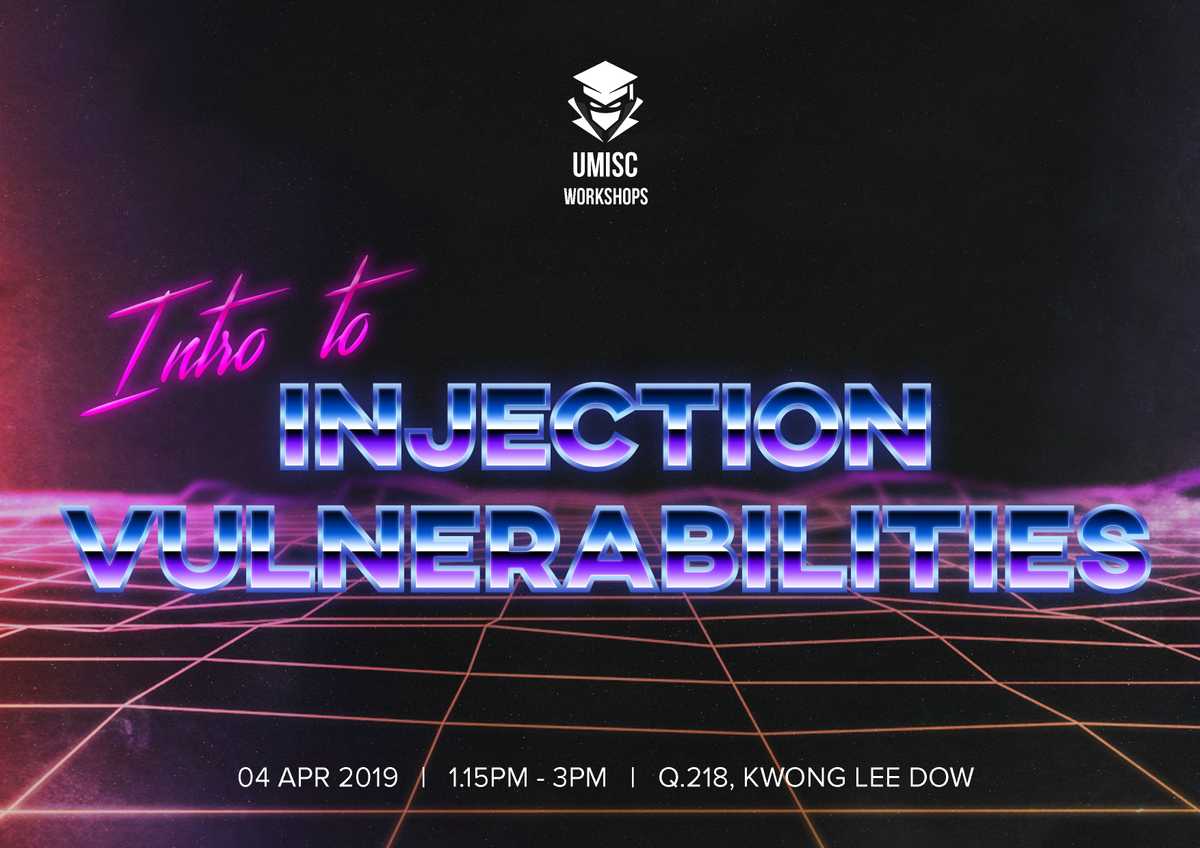 UMISC
WORKSHOPS
Intro to
INJECTION
VULNERABILITIES
04 APR 2019 | 1.15PM - 3PM | Q.218, KWONG LEE DOW